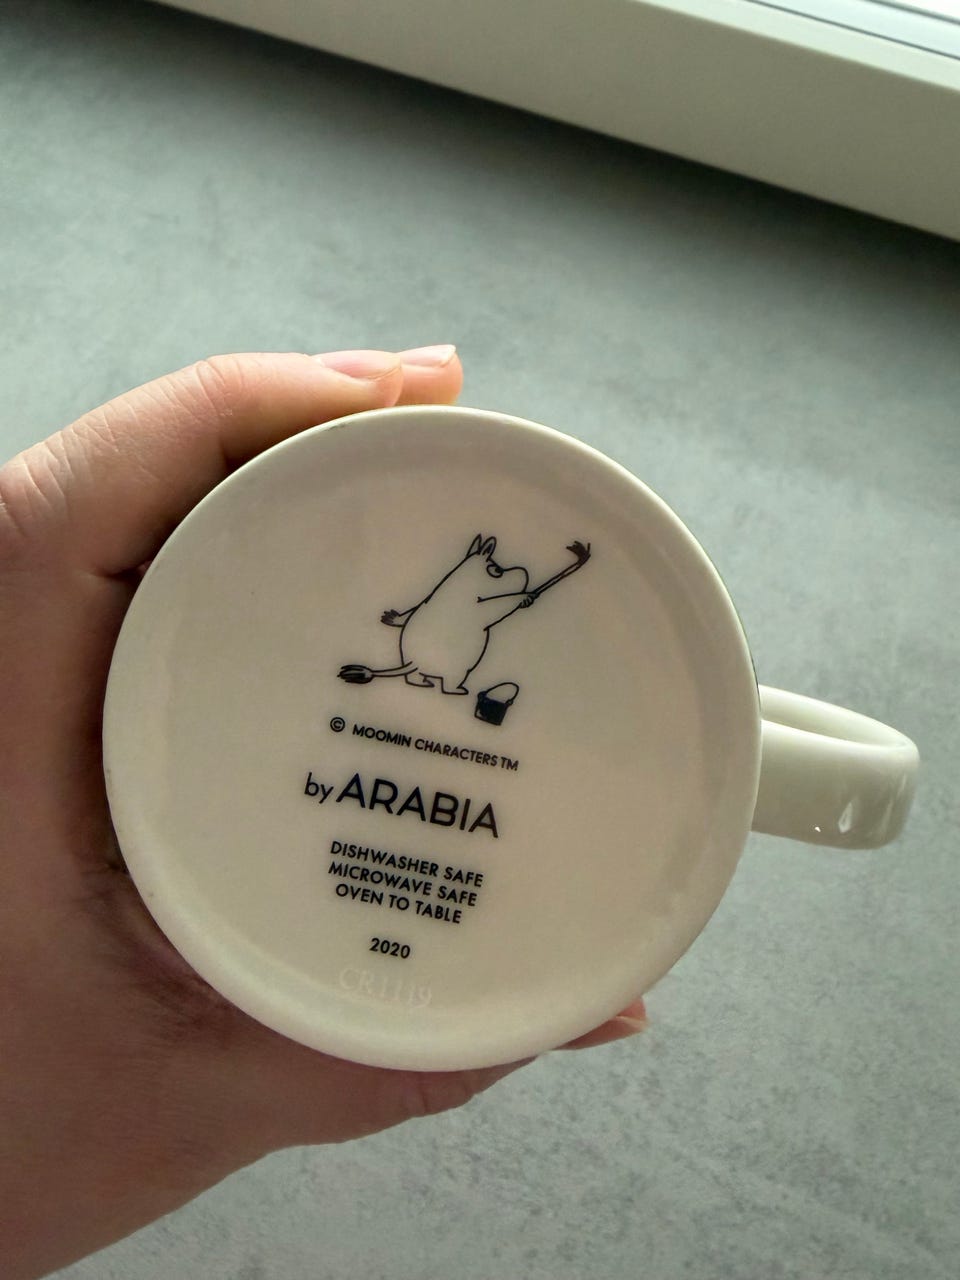 © MOOMIN CHARACTERS TM
by ARABIA
DISHWASHER SAFE
MICROWAVE SAFE
OVEN TO TABLE
2020
CR1119